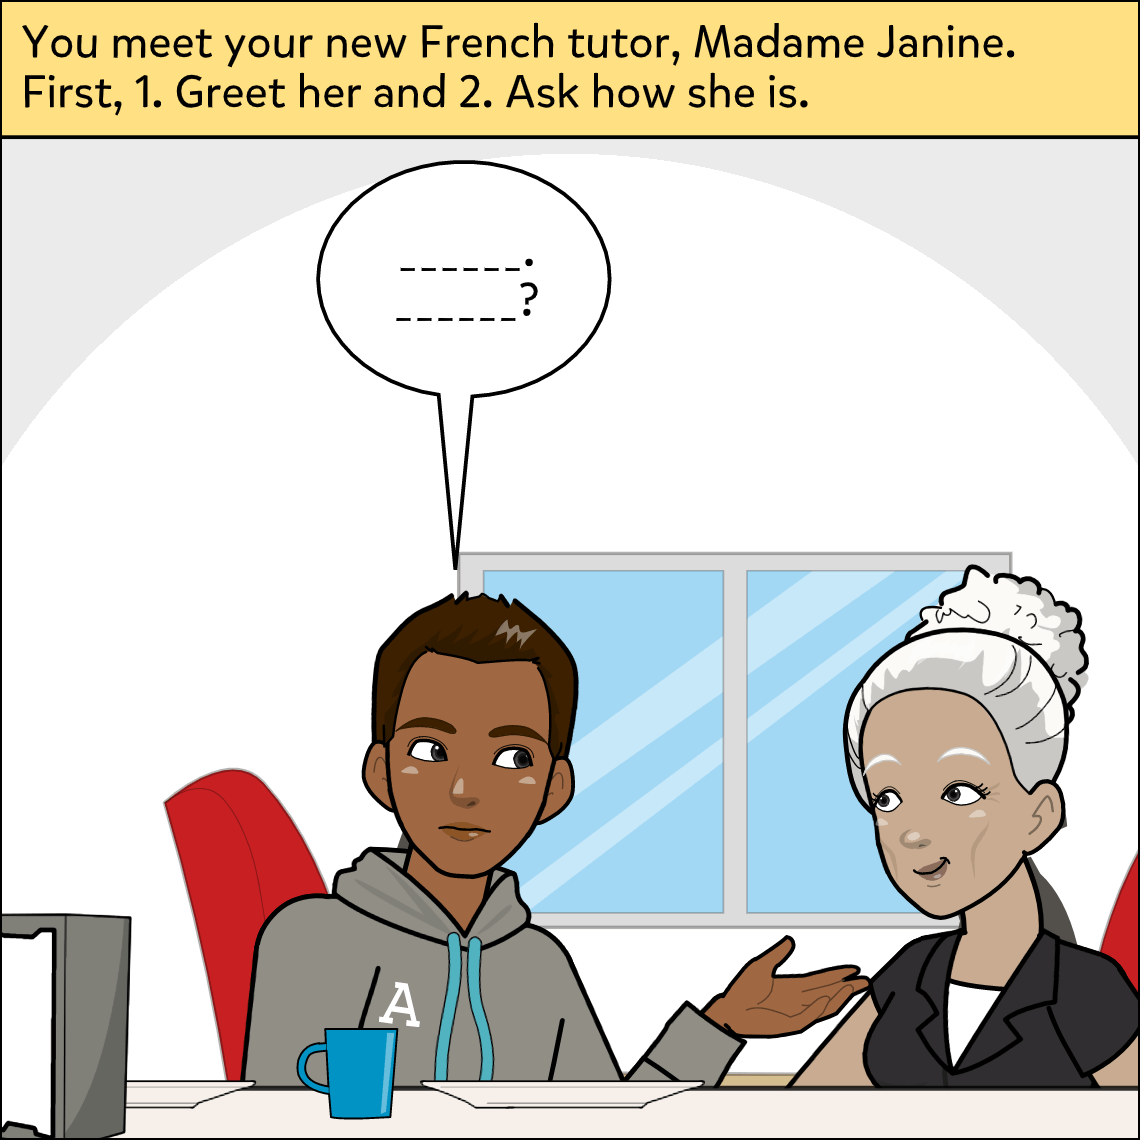 You meet your new French tutor, Madame Janine.
First, 1. Greet her and 2. Ask how she is.
______.
______?
A